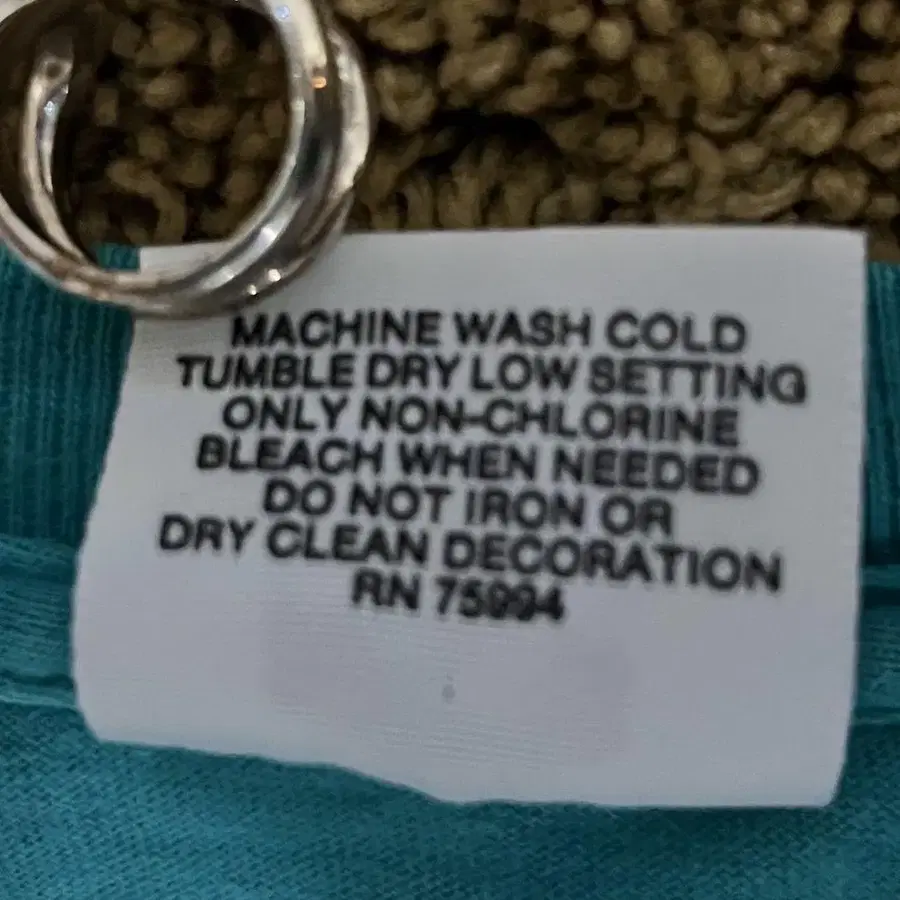 MACHINE WASH COLD
TUMBLE DRY LOW SETTING
ONLY NON-CHLORINE
BLEACH WHEN NEEDED
DO NOT IRON OR
DRY CLEAN DECORATION
RN 75994